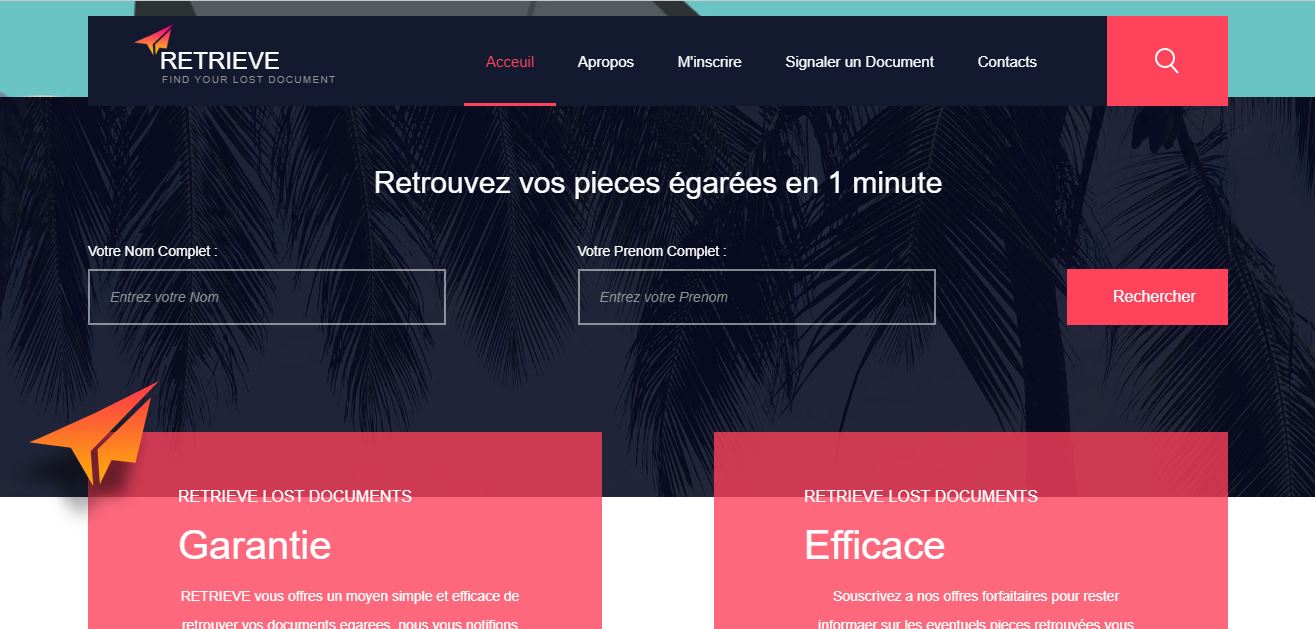 RETRIEVE
FIND YOUR LOST DOCUMENT
Acceuil
Apropos
M'inscrire
Signaler un Document
Contacts
Retrouvez vos pieces égarées en 1 minute
Votre Nom Complet :
Entrez votre Nom
Votre Prenom Complet :
Entrez votre Prenom
Rechercher
RETRIEVE LOST DOCUMENTS
Garantie
RETRIEVE vous offres un moyen simple et efficace de
retrouver vos documents egarees, nous vous notifions
RETRIEVE LOST DOCUMENTS
Efficace
Souscrivez a nos offres forfaitaires pour rester
informaer sur les eventuels pieces retrouvées vous